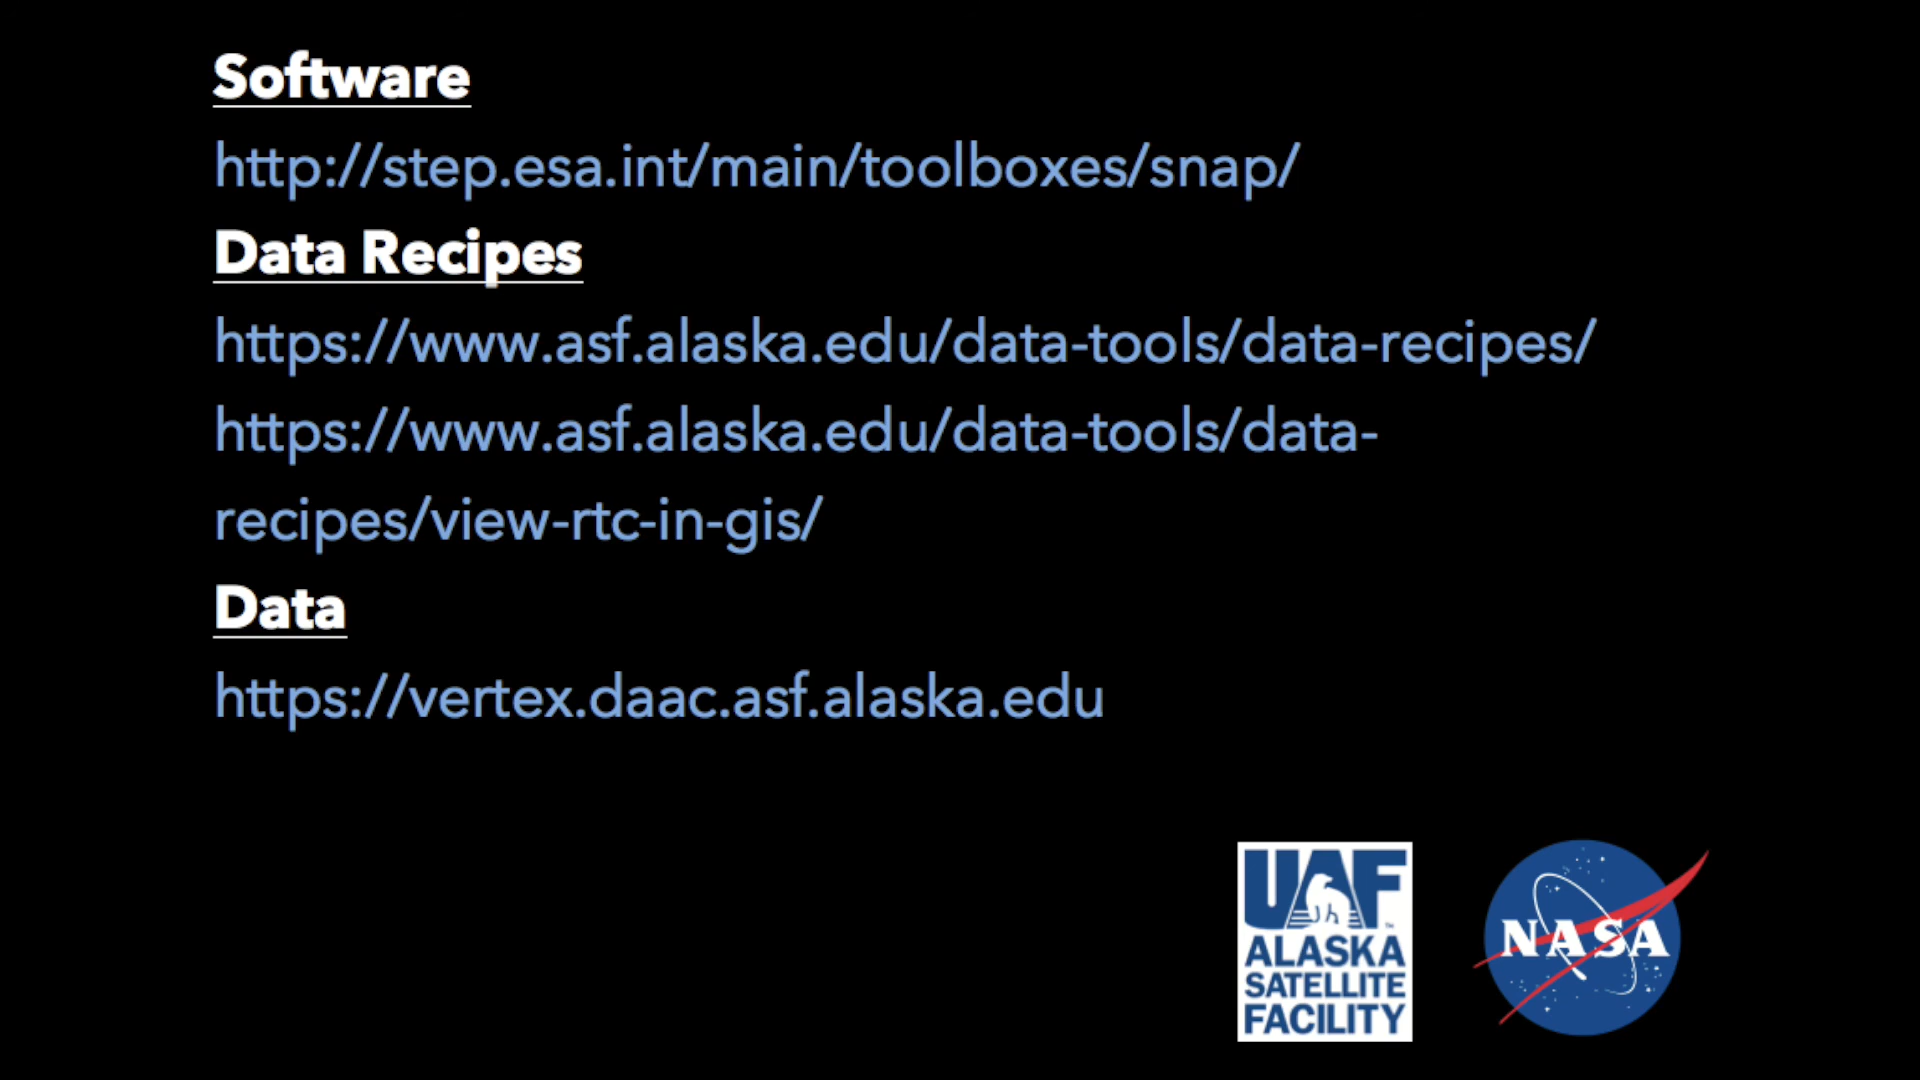 Software
http://step.esa.int/main/toolboxes/snap/
Data Recipes
https://www.asf.alaska.edu/data-tools/data-recipes/
https://www.asf.alaska.edu/data-tools/data-
recipes/view-rtc-in-gis/
Data
https://vertex.daac.asf.alaska.edu
UAF
ALASKA
SATELLITE
FACILITY
NASA